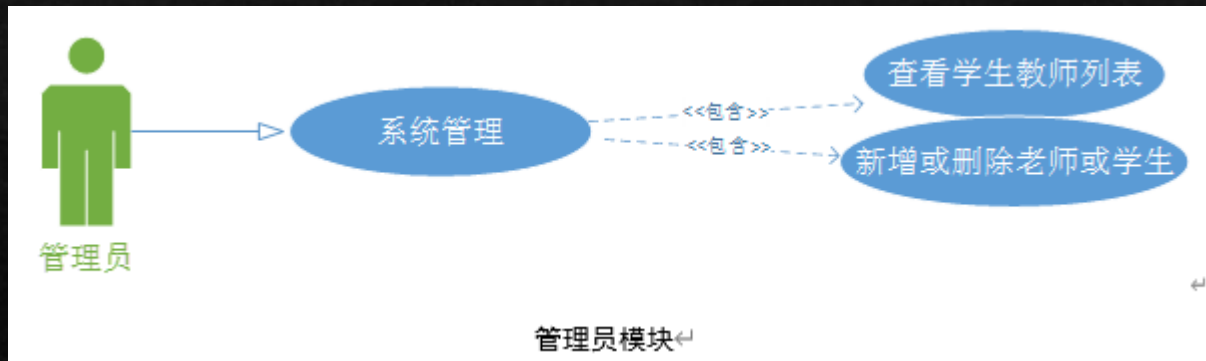 查看学生教师列表
<<包含>>
系统管理
<<包含>>
新增或删除老师或学生
管理员
管理员模块